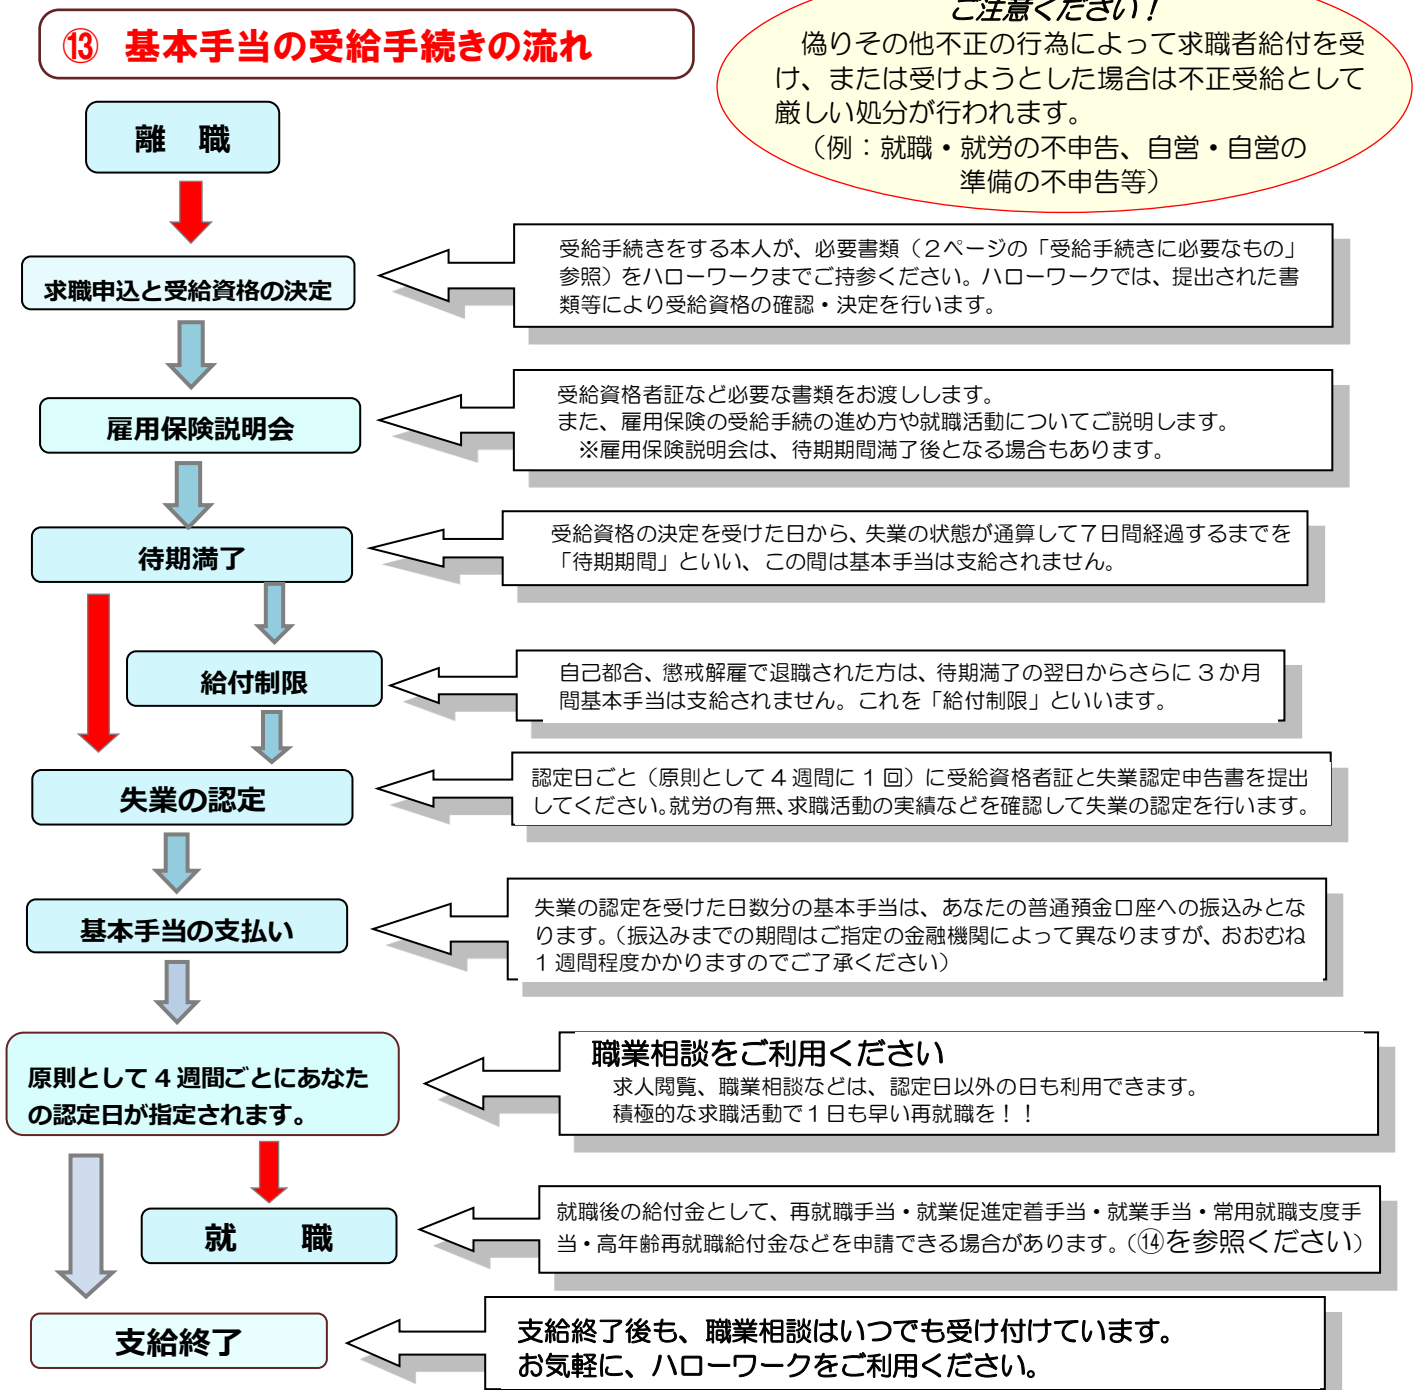 ⑬ 基本手当の受給手続きの流れ
ご注意ください!
偽りその他不正の行為によって求職者給付を受
け、または受けようとした場合は不正受給として
厳しい処分が行われます。
(例:就職・就労の不申告、自営・自営の
準備の不申告等)
離 職
求職申込と受給資格の決定
受給手続きをする本人が、必要書類(2ページの「受給手続きに必要なもの」
参照)をハローワークまでご持参ください。ハローワークでは、提出された書
類等により受給資格の確認・決定を行います。
雇用保険説明会
受給資格者証など必要な書類をお渡しします。
また、雇用保険の受給手続の進め方や就職活動についてご説明します。
※雇用保険説明会は、待期期間満了後となる場合もあります。
待期満了
受給資格の決定を受けた日から、失業の状態が通算して7日間経過するまでを
「待期期間」といい、この間は基本手当は支給されません。
給付制限
自己都合、懲戒解雇で退職された方は、待期満了の翌日からさらに3か月
間基本手当は支給されません。これを「給付制限」といいます。
失業の認定
認定日ごと(原則として4週間に1回)に受給資格者証と失業認定申告書を提出
してください。就労の有無、求職活動の実績などを確認して失業の認定を行います。
基本手当の支払い
失業の認定を受けた日数分の基本手当は、あなたの普通預金口座への振込みとな
ります。(振込みまでの期間はご指定の金融機関によって異なりますが、おおむね
1週間程度かかりますのでご了承ください)
原則として4週間ごとにあなた
の認定日が指定されます。
職業相談をご利用ください
求人閲覧、職業相談などは、認定日以外の日も利用できます。
積極的な求職活動で1日も早い再就職を!!
就 職
就職後の給付金として、再就職手当・就業促進定着手当・就業手当・常用就職支度手
当・高年齢再就職給付金などを申請できる場合があります。(⑭を参照ください)
支給終了
支給終了後も、職業相談はいつでも受け付けています。
お気軽に、ハローワークをご利用ください。